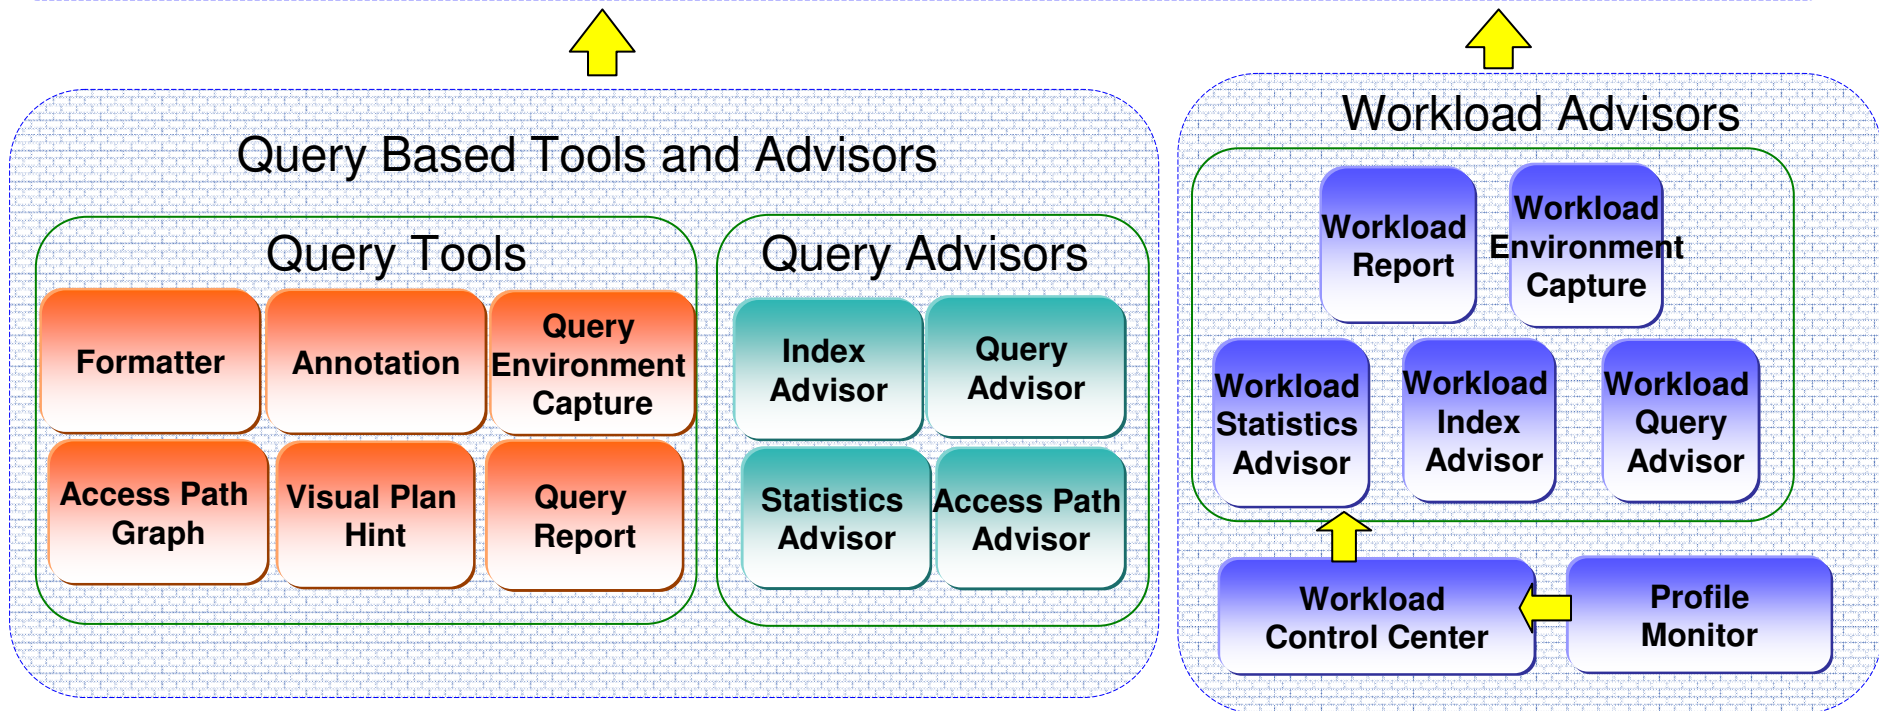 Query Based Tools and Advisors
Query Tools
Formatter
Annotation
Query
Environment
Capture
Access Path
Graph
Visual Plan
Hint
Query
Report
Query Advisors
Index
Advisor
Query
Advisor
Statistics
Advisor
Access Path
Advisor
Workload Advisors
Workload
Report
Workload
Environment
Capture
Workload
Statistics
Advisor
Workload
Index
Advisor
Workload
Query
Advisor
Workload
Control Center
Profile
Monitor